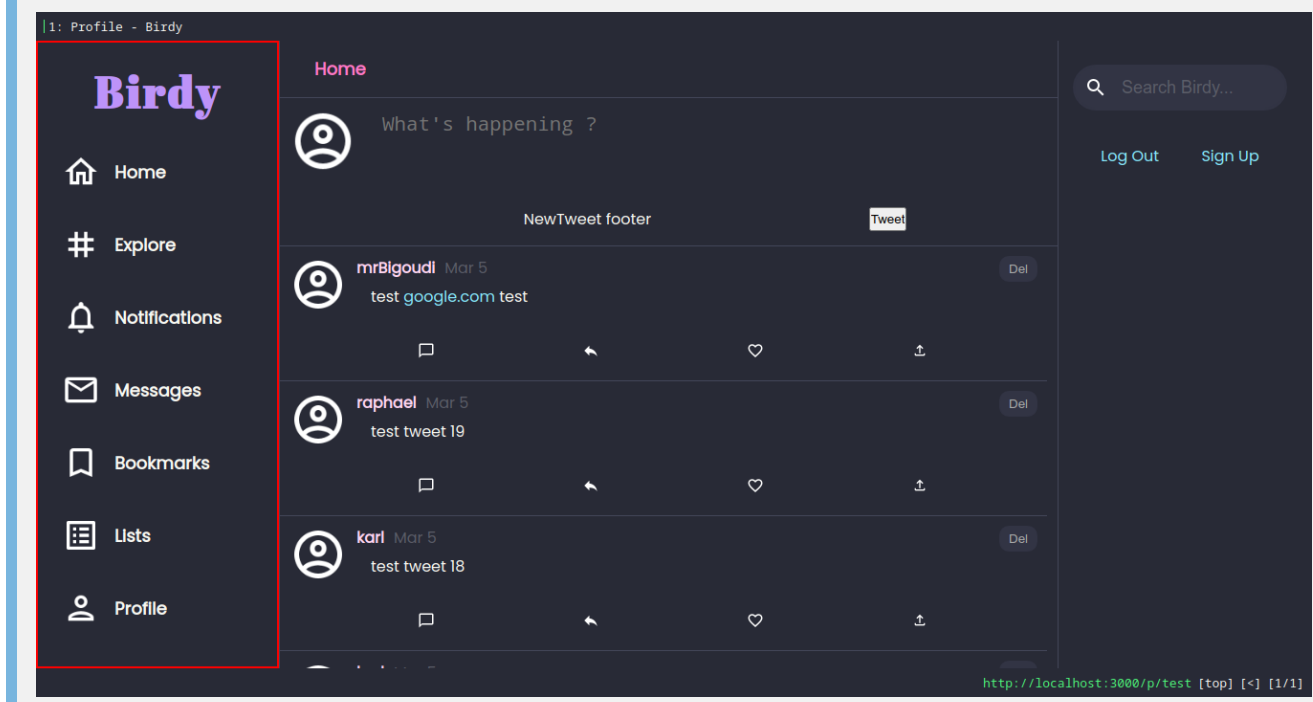 1: Profile - Birdy
Birdy
Home
Explore
Notifications
Messages
Bookmarks
Lists
Profile
Home
What's happening ?
NewTweet footer
Tweet
mrBigoudi Mar 5
Del
test google.com test
raphael Mar 5
Del
test tweet 19
karl Mar 5
Del
test tweet 18
Search Birdy...
Log Out Sign Up
http://localhost:3000/p/test [top] [<] [1/1]